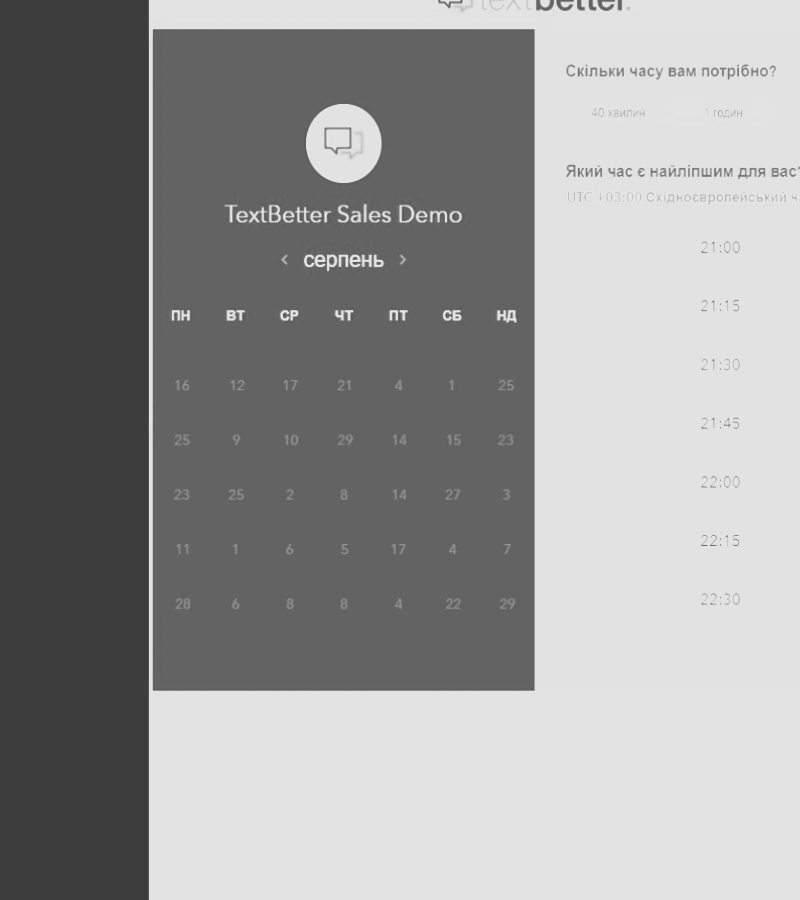 textbetter.
TextBetter Sales Demo
‹ серпень ›
ПН ВТ СР ЧТ ПТ СБ НД
16 12 17 21 4 1 25
25 9 10 29 14 15 23
23 25 2 8 14 27 3
11 1 6 5 17 4 7
28 6 8 8 4 22 29
Скільки часу вам потрібно?
40 хвилин 1 годин
Який час є найліпшим для вас?
UTC +03:00 Східноєвропейський
21:00
21:15
21:30
21:45
22:00
22:15
22:30